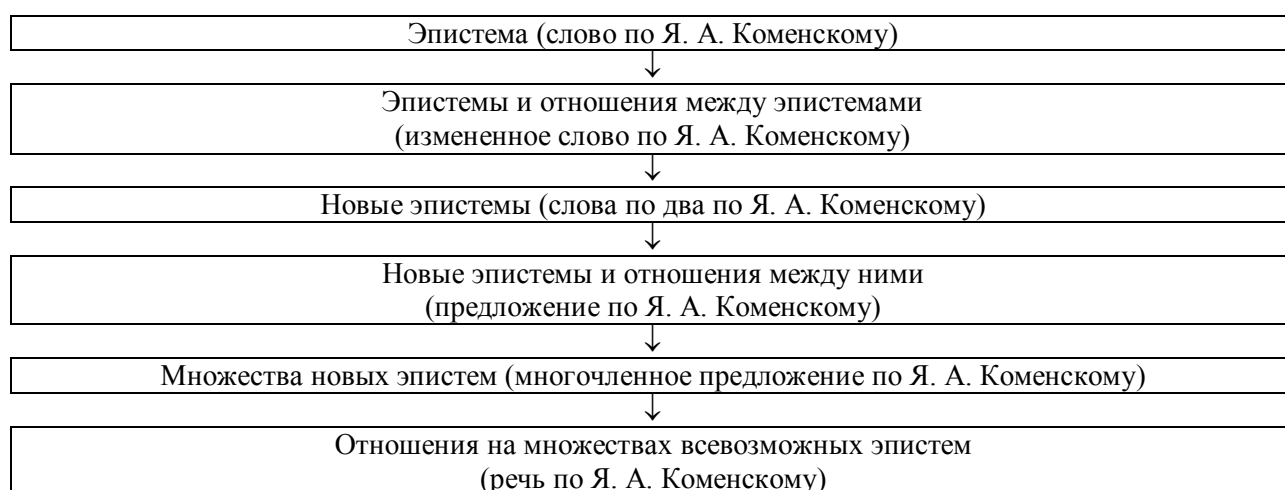 Эпистема (слово по Я. А. Коменскому)
↓
Эпистемы и отношения между эпистемами
(измененное слово по Я. А. Коменскому)
↓
Новые эпистемы (слова по два по Я. А. Коменскому)
↓
Новые эпистемы и отношения между ними
(предложение по Я. А. Коменскому)
↓
Множества новых эпистем (многочленное предложение по Я. А. Коменскому)
↓
Отношения на множествах всевозможных эпистем
(речь по Я. А. Коменскому)